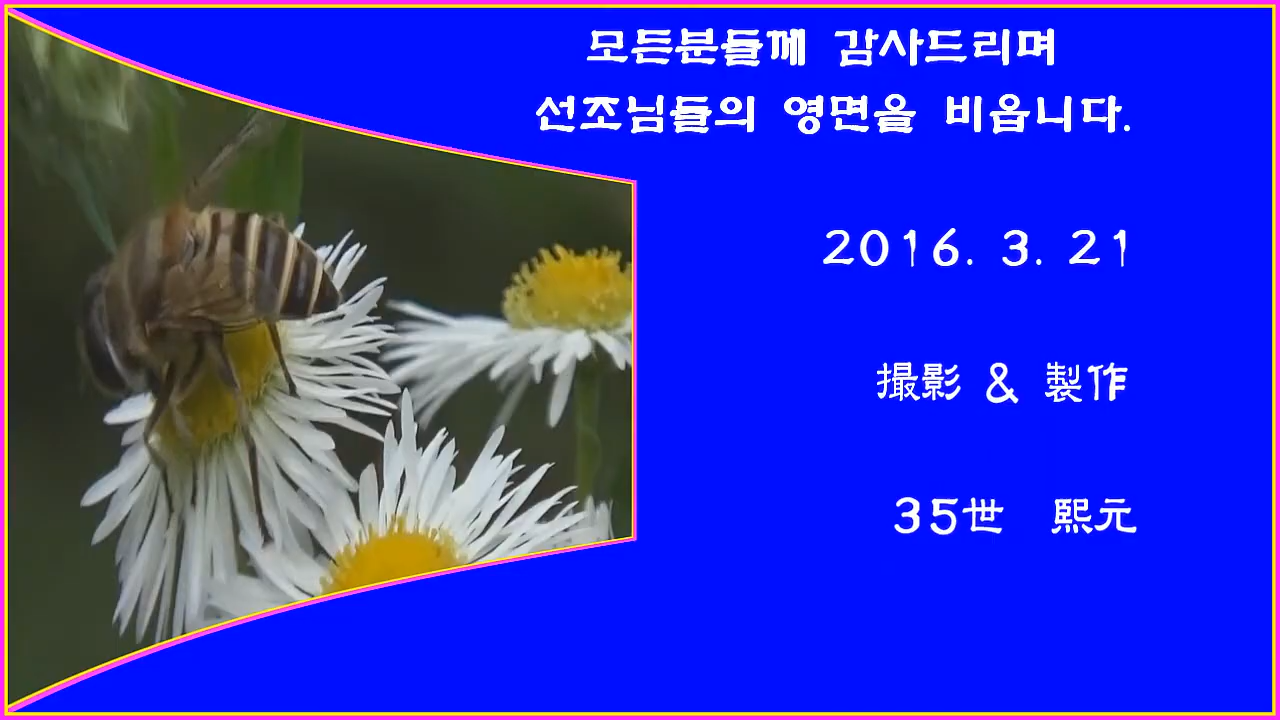 모든분들께 감사드리며
선조님들의 영면을 비옵니다.
2016. 3. 21
撮影 & 製作
35世 熙元